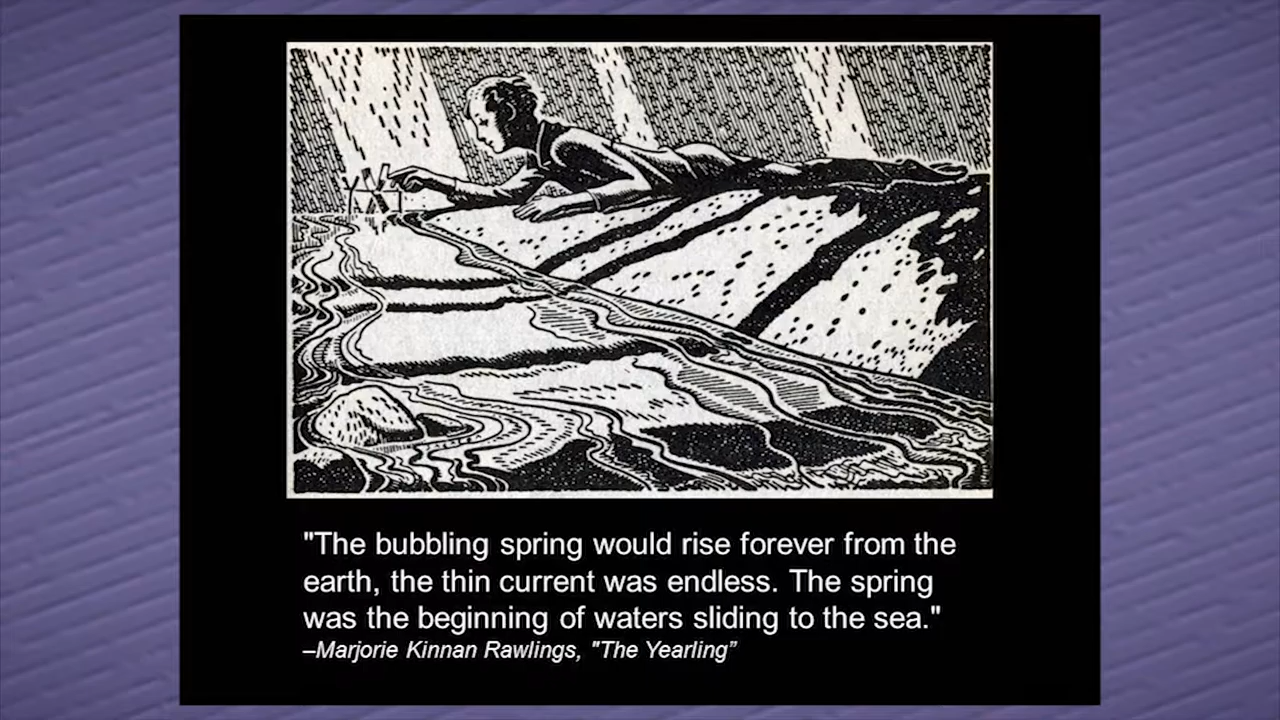 "The bubbling spring would rise forever from the
earth, the thin current was endless. The spring
was the beginning of waters sliding to the sea."
–Marjorie Kinnan Rawlings, "The Yearling”